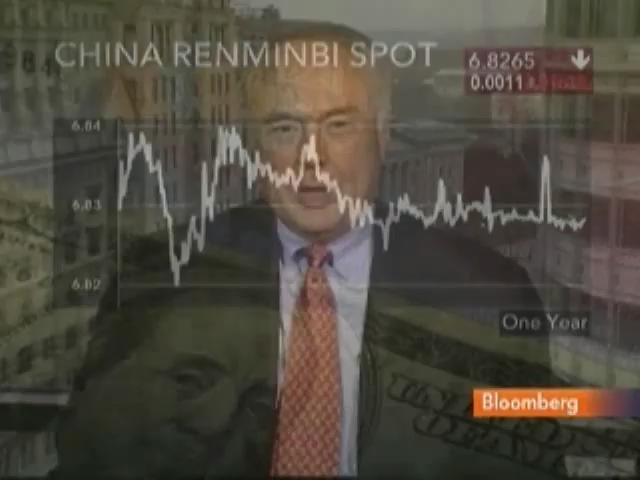 CHINA RENMINBI SPOT
6.8265
0.0011
6.84
6.83
6.82
One Year
Bloomberg